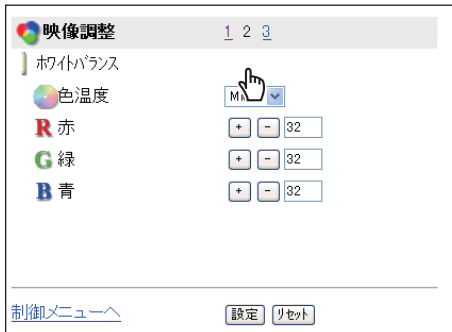 映像調整 1 2 3
ホワイトバランス
色温度
R 赤 + - 32
G 緑 + - 32
B 青 + - 32
制御メニューへ 設定 リセット